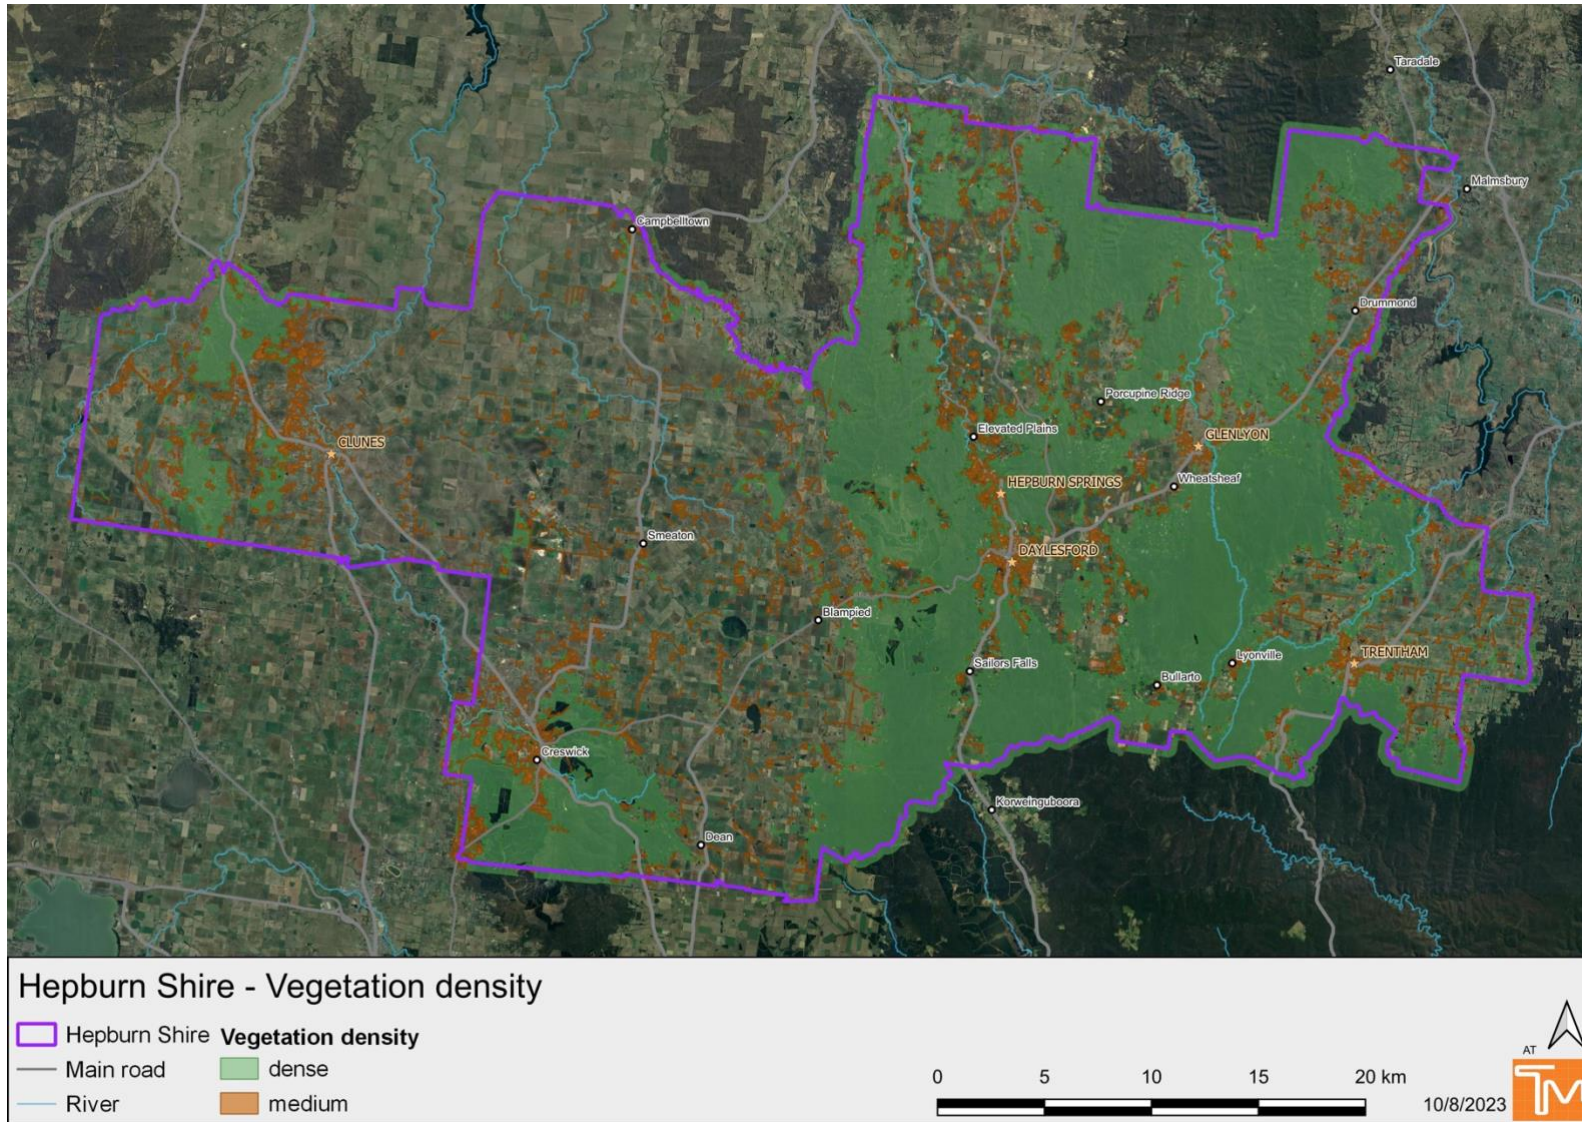 Taradale
Malmsbury
Campbelltown
Drummond
Porcupine Ridge
Elevated Plains
GLENLYON
CLUNES
HEPBURN SPRINGS
Wheatsheaf
Smeaton
DAYLESFORD
Blampied
Lyonville
TRENTHAM
Sailors Falls
Bullarto
Creswick
Korweinguboora
Dean
Hepburn Shire - Vegetation density
Hepburn Shire
Vegetation density
Main road
dense
River
medium
0 5 10 15 20 km
AT
10/8/2023
TM